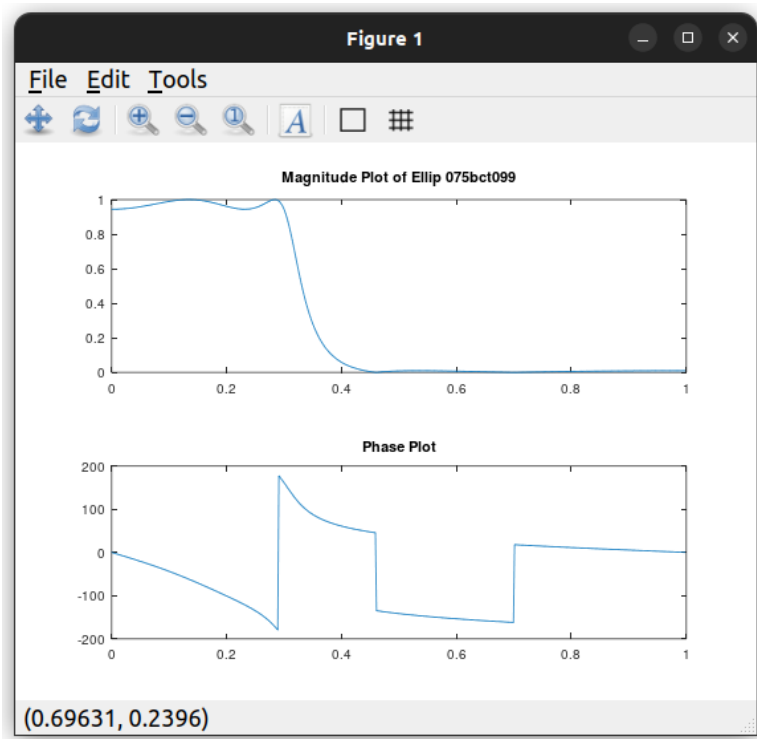 Figure 1
File Edit Tools
A
Magnitude Plot of Ellip 075bct099
1
0.8
0.6
0.4
0.2
0
0 0.2 0.4 0.6 0.8 1
Phase Plot
200
100
0
-100
-200
0 0.2 0.4 0.6 0.8 1
(0.69631, 0.2396)